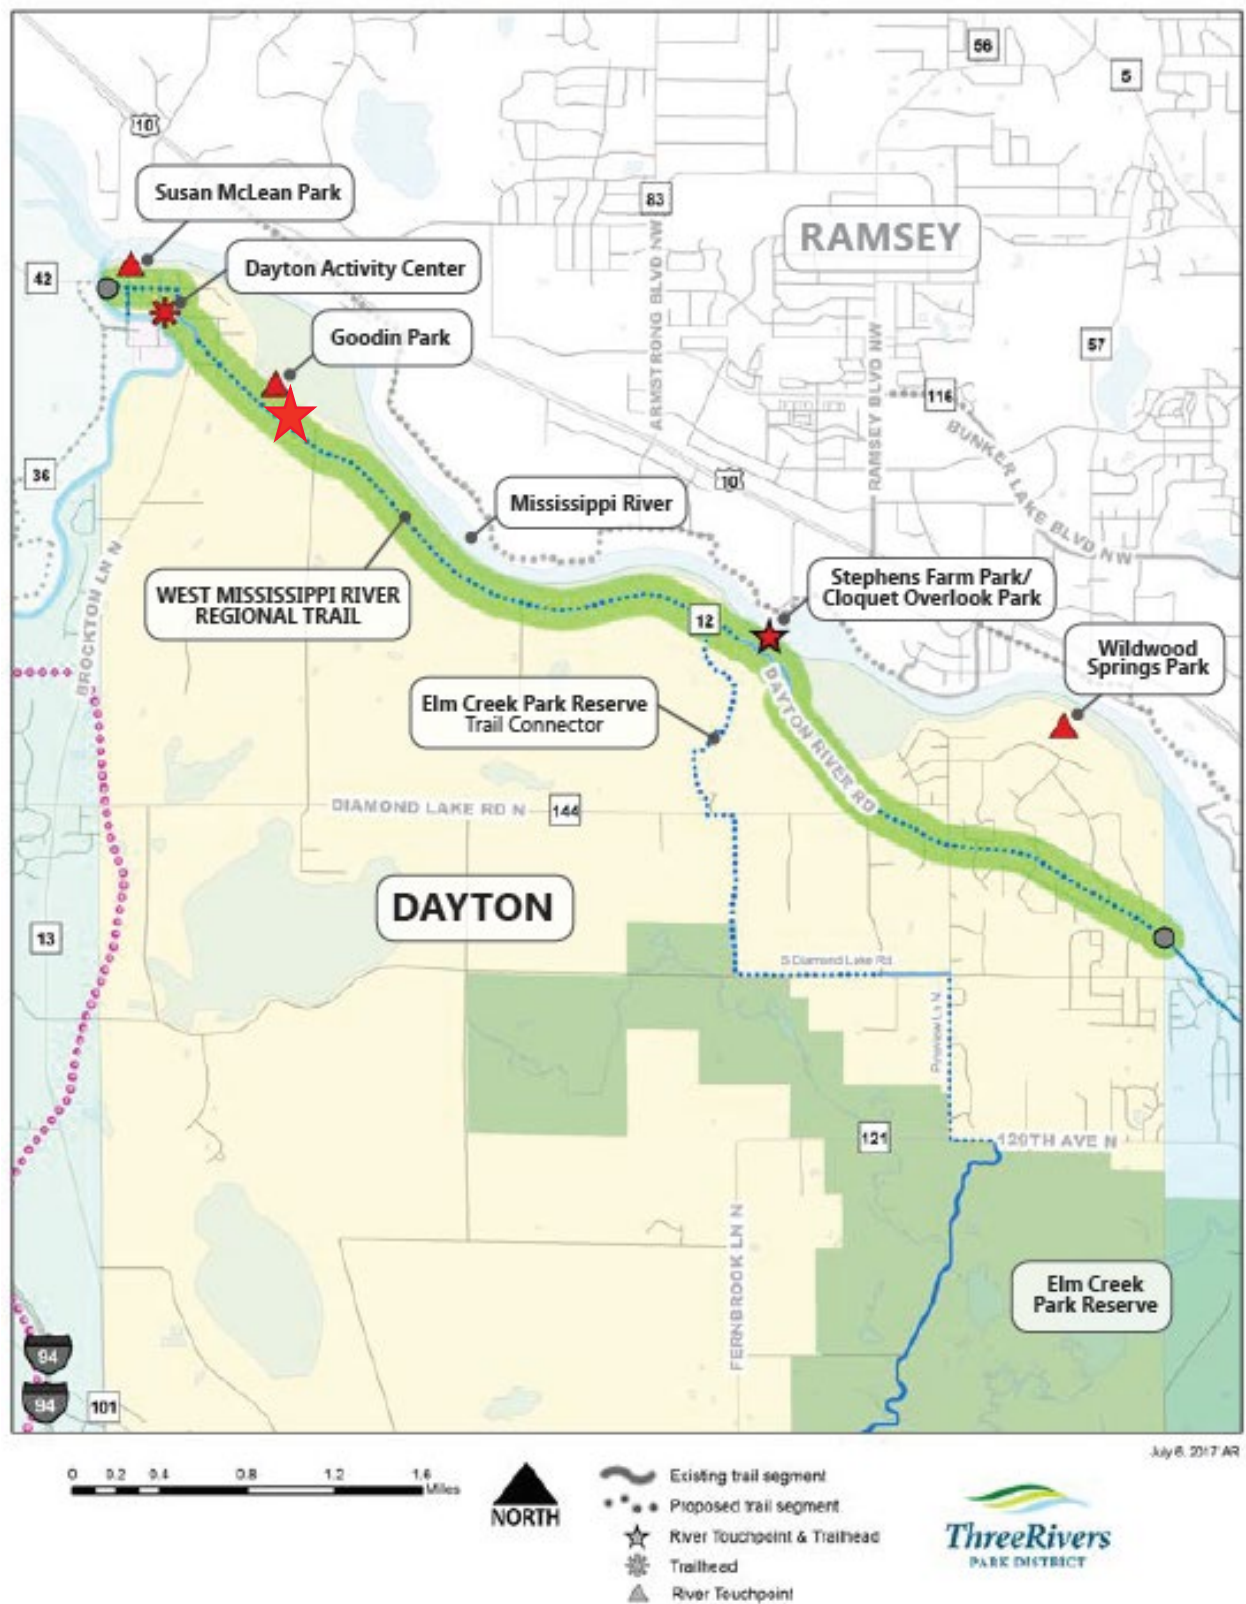 56
5
10
Susan McLean Park
83
RAMSEY
Dayton Activity Center
42
ARMSTRONG BLVD NW
Goodin Park
57
RAMSEY BLVD NW
116
BUNKER LAKE BLVD NW
36
10
Mississippi River
WEST MISSISSIPPI RIVER
REGIONAL TRAIL
Stephens Farm Park/
Cloquet Overlook Park
12
BROCKTON LN N
Wildwood
Springs Park
Elm Creek Park Reserve
Trail Connector
DAYTON RIVER RD
DIAMOND LAKE RD N
144
DAYTON
13
S Diamond Lake Rd
Pineview Ln N
121
129TH AVE N
FERNBROOK LN N
Elm Creek
Park Reserve
94
94
101
July 6, 2017 AR
0 0.2 0.4 0.8 1.2 1.6
Miles
NORTH
Existing trail segment
Proposed trail segment
River Touchpoint & Trailhead
Trailhead
River Touchpoint
ThreeRivers
PARK DISTRICT